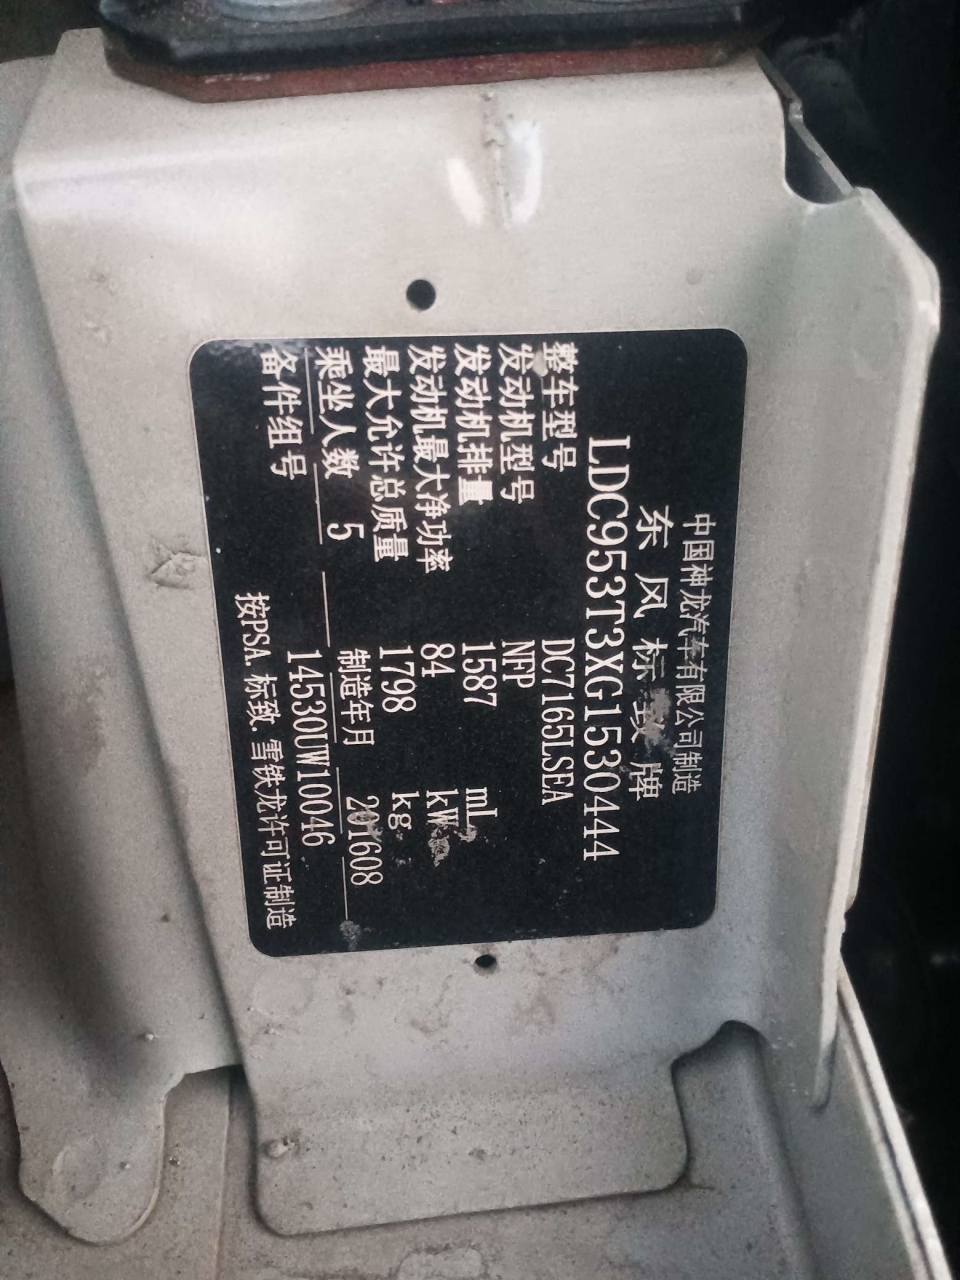 中国神龙汽车有限公司制造
东风标致牌
LDC953T3XG1530444
整车型号 DC7165LSEA
发动机型号 NFP
发动机排量 1587 mL
发动机最大净功率 84 kW
最大允许总质量 1798 kg
乘坐人数 5 制造年月 201608
备件组号 14530UW10046
按PSA.标致.雪铁龙许可证制造